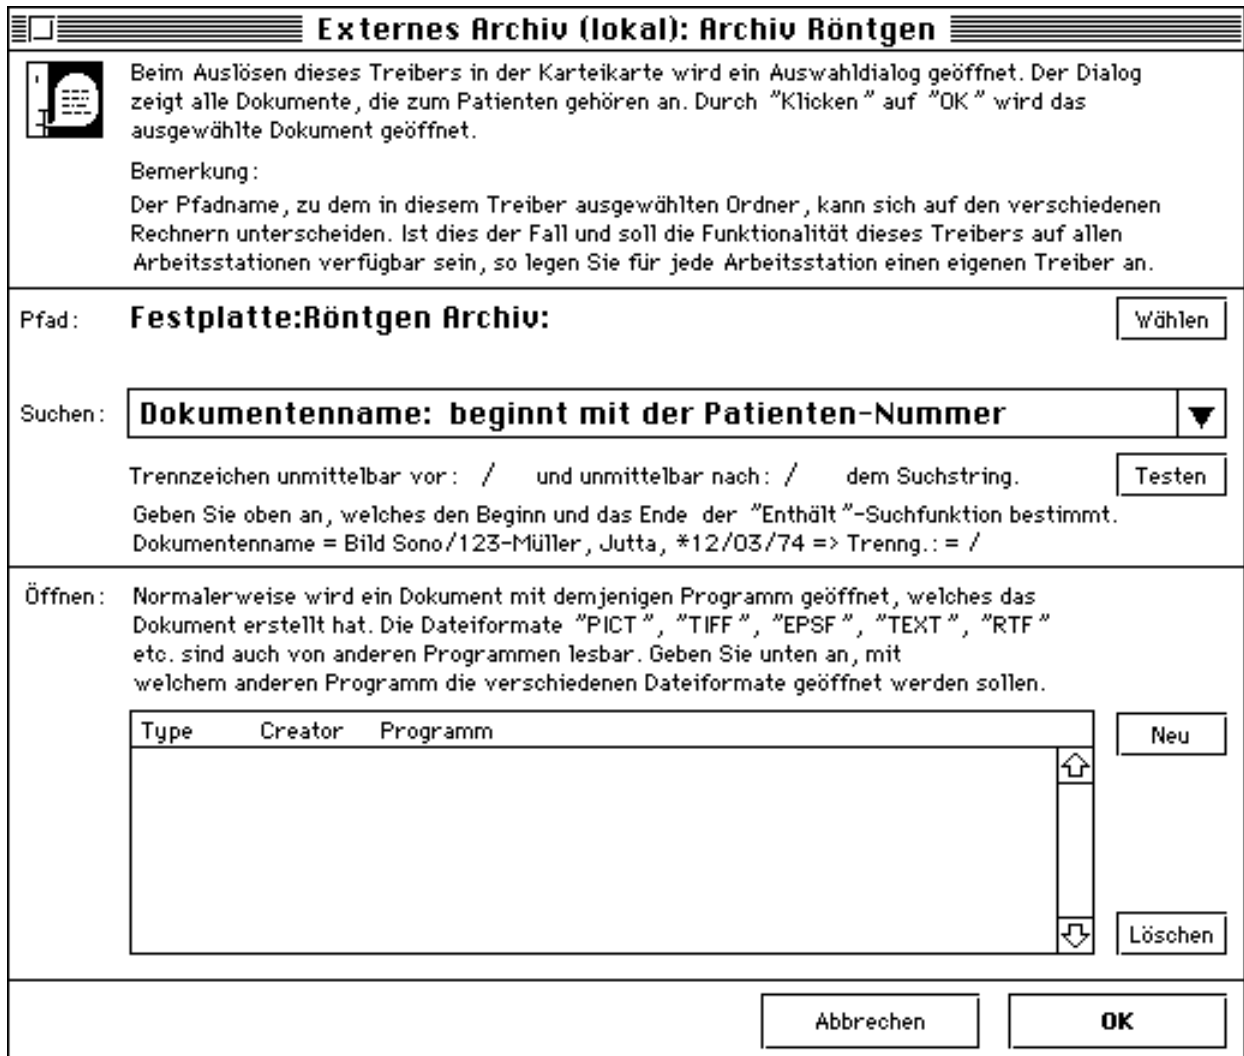 Externes Archiv (lokal): Archiv Röntgen
Beim Auslösen dieses Treibers in der Karteikarte wird ein Auswahldialog geöffnet. Der Dialog
zeigt alle Dokumente, die zum Patienten gehören an. Durch "Klicken" auf "OK" wird das
ausgewählte Dokument geöffnet.
Bemerkung:
Der Pfadname, zu dem in diesem Treiber ausgewählten Ordner, kann sich auf den verschiedenen
Rechnern unterscheiden. Ist dies der Fall und soll die Funktionalität dieses Treibers auf allen
Arbeitsstationen verfügbar sein, so legen Sie für jede Arbeitsstation einen eigenen Treiber an.
Pfad: Festplatte:Röntgen Archiv: Wählen
Suchen: Dokumentenname: beginnt mit der Patienten-Nummer
Trennzeichen unmittelbar vor: / und unmittelbar nach: / dem Suchstring. Testen
Geben Sie oben an, welches den Beginn und das Ende der "Enthält"-Suchfunktion bestimmt.
Dokumentenname = Bild Sono/123-Müller, Jutta, *12/03/74 => Trenng.: = /
Öffnen: Normalerweise wird ein Dokument mit demjenigen Programm geöffnet, welches das
Dokument erstellt hat. Die Dateiformate "PICT", "TIFF", "EPSF", "TEXT", "RTF"
etc. sind auch von anderen Programmen lesbar. Geben Sie unten an, mit
welchem anderen Programm die verschiedenen Dateiformate geöffnet werden sollen.
Type Creator Programm Neu
Löschen
Abbrechen OK